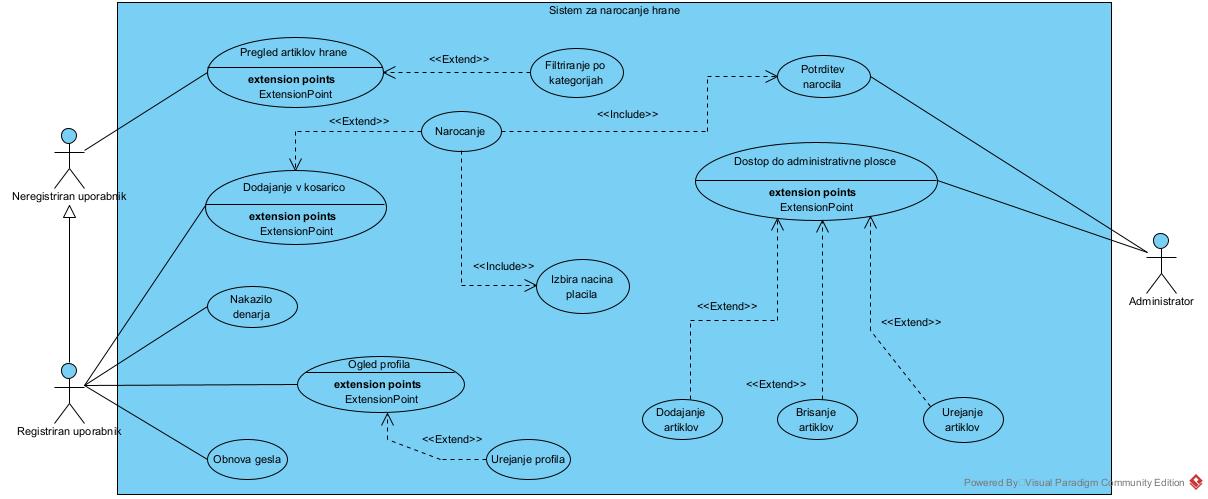 Sistem za narocanje hrane
Pregled artiklov hrane
extension points
ExtensionPoint
<<Extend>>
Filtriranje po
kategorijah
Potrditev
narocila
<<Extend>>
Narocanje
<<Include>>
Neregistriran uporabnik
Dodajanje v kosarico
extension points
ExtensionPoint
Dostop do administrativne plosce
extension points
ExtensionPoint
<<Include>>
Izbira nacina
placila
Administrator
Nakazilo
denarja
<<Extend>>
<<Extend>>
<<Extend>>
Ogled profila
extension points
ExtensionPoint
Registriran uporabnik
Dodajanje
artiklov
Brisanje
artiklov
Urejanje
artiklov
<<Extend>>
Obnova gesla
Urejanje profila
Powered By Visual Paradigm Community Edition